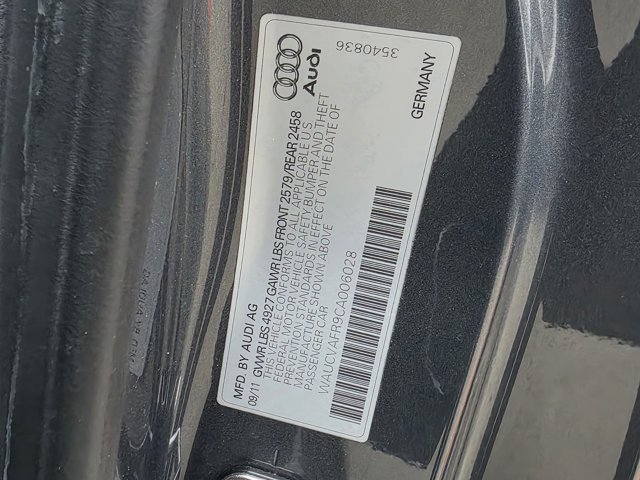 MFD. BY AUDI AG
09/11 GVWR LBS 4927 GAWR LBS FRONT 2579/REAR 2458
THIS VEHICLE CONFORMS TO ALL APPLICABLE U.S
FEDERAL MOTOR VEHICLE SAFETY BUMPER AND THEFT
PREVENTION STANDARDS IN EFFECT ON THE DATE OF
MANUFACTURE SHOWN ABOVE
PASSENGER CAR
WAUCVAFR9CA006028
Audi
3540836
GERMANY